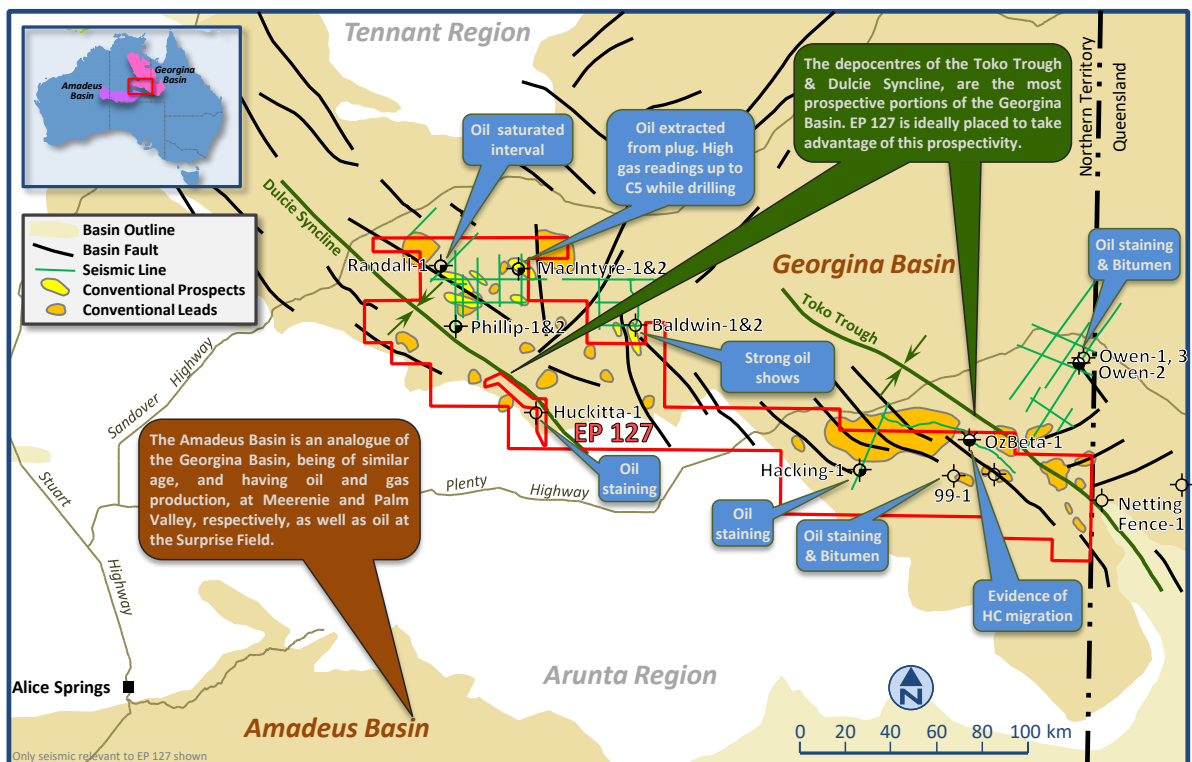 Tennant Region
Georgina
Basin
Amadeus
Basin
The depocentres of the Toko Trough
& Dulcie Syncline, are the most
prospective portions of the Georgina
Basin. EP 127 is ideally placed to take
advantage of this prospectivity.
Northern Territory
Queensland
Oil saturated
interval
Oil extracted
from plug. High
gas readings up to
C5 while drilling
Dulcie Syncline
Basin Outline
Basin Fault
Seismic Line
Conventional Prospects
Conventional Leads
Oil staining
& Bitumen
Randall-1
MacIntyre-1&2
Georgina Basin
Toko Trough
Phillip-1&2
Baldwin-1&2
Strong oil
shows
Owen-1, 3
Owen-2
Sandover
Highway
Huckitta-1
EP 127
OzBeta-1
The Amadeus Basin is an analogue of
the Georgina Basin, being of similar
age, and having oil and gas
production, at Meerenie and Palm
Valley, respectively, as well as oil at
the Surprise Field.
Oil
staining
Hacking-1
99-1
Netting
Fence-1
Stuart
Highway
Plenty
Highway
Oil
staining
Oil staining
& Bitumen
Evidence of
HC migration
Arunta Region
Alice Springs
Amadeus Basin
N
0 20 40 60 80 100 km
Only seismic relevant to EP 127 shown